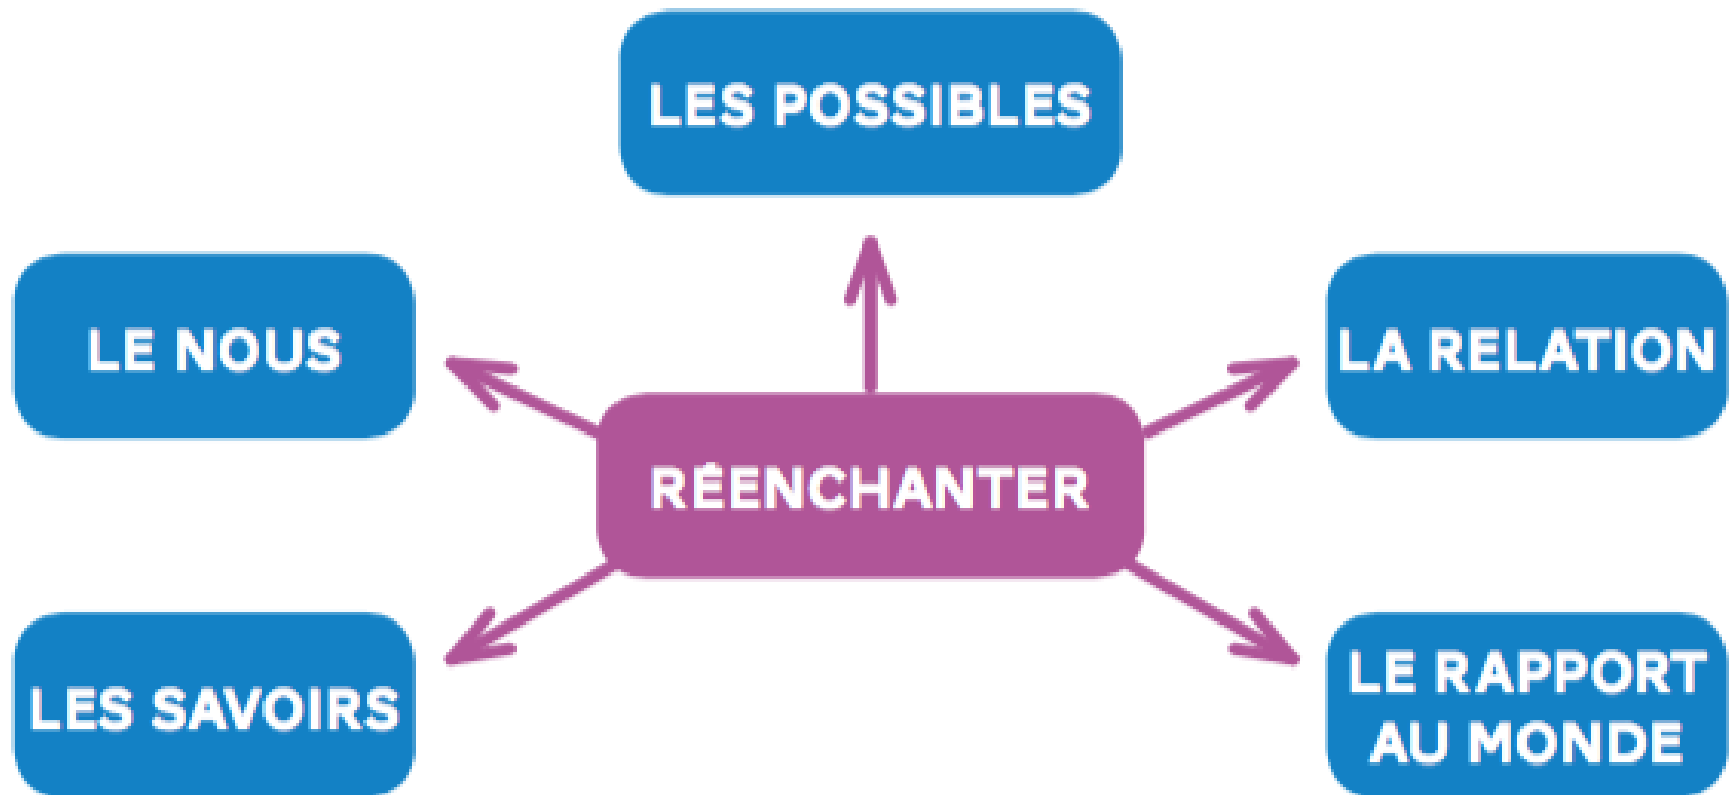 LES POSSIBLES
LE NOUS
LA RELATION
RÉENCHANTER
LES SAVOIRS
LE RAPPORT
AU MONDE